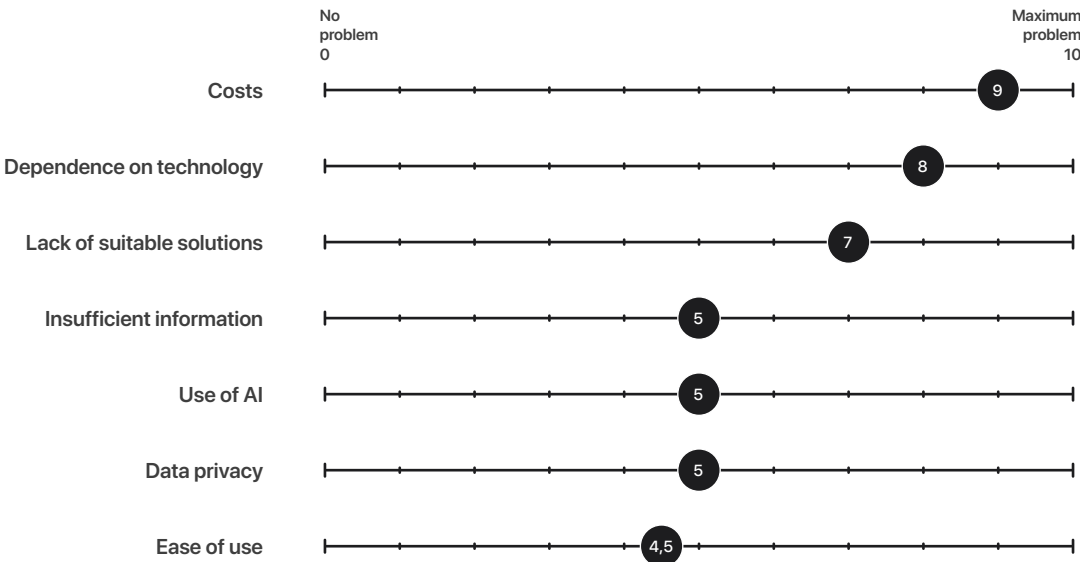 No
problem
0
Maximum
problem
10
Costs
9
Dependence on technology
8
Lack of suitable solutions
7
Insufficient information
5
Use of AI
5
Data privacy
5
Ease of use
4,5